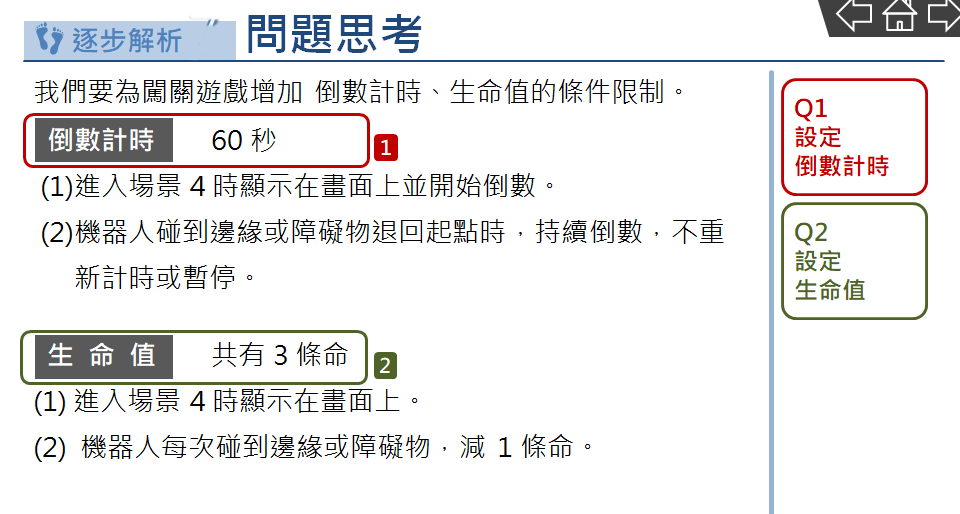 逐步解析
問題思考
我們要為闖關遊戲增加 倒數計時、生命值的條件限制。
倒數計時 60 秒 1
(1)進入場景 4 時顯示在畫面上並開始倒數。
(2)機器人碰到邊緣或障礙物退回起點時，持續倒數，不重
新計時或暫停。
生 命 值 共有 3 條命 2
(1) 進入場景 4 時顯示在畫面上。
(2) 機器人每次碰到邊緣或障礙物，減 1 條命。
Q1
設定
倒數計時
Q2
設定
生命值